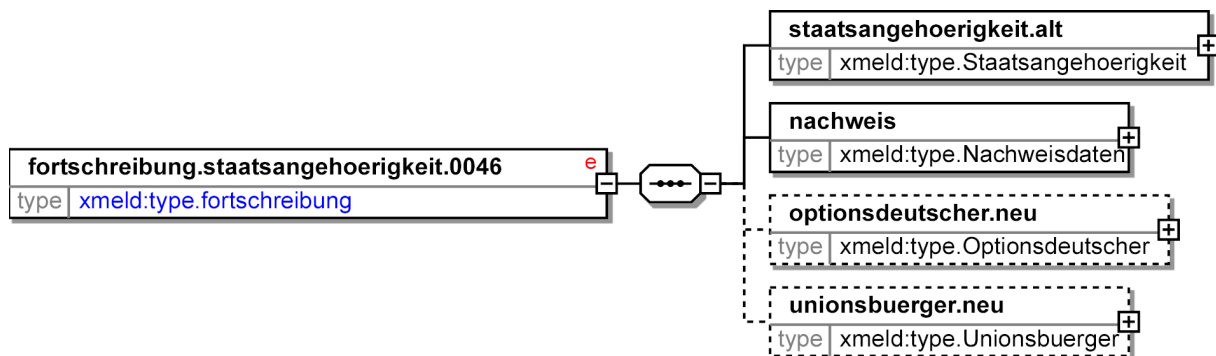 staatsangehoerigkeit.alt
type xmeld:type.Staatsangehoerigkeit
nachweis
type xmeld:type.Nachweisdaten
fortschreibung.staatsangehoerigkeit.0046 e
type xmeld:type.fortschreibung
optionsdeutscher.neu
type xmeld:type.Optionsdeutscher
unionsbuerger.neu
type xmeld:type.Unionsbuerger